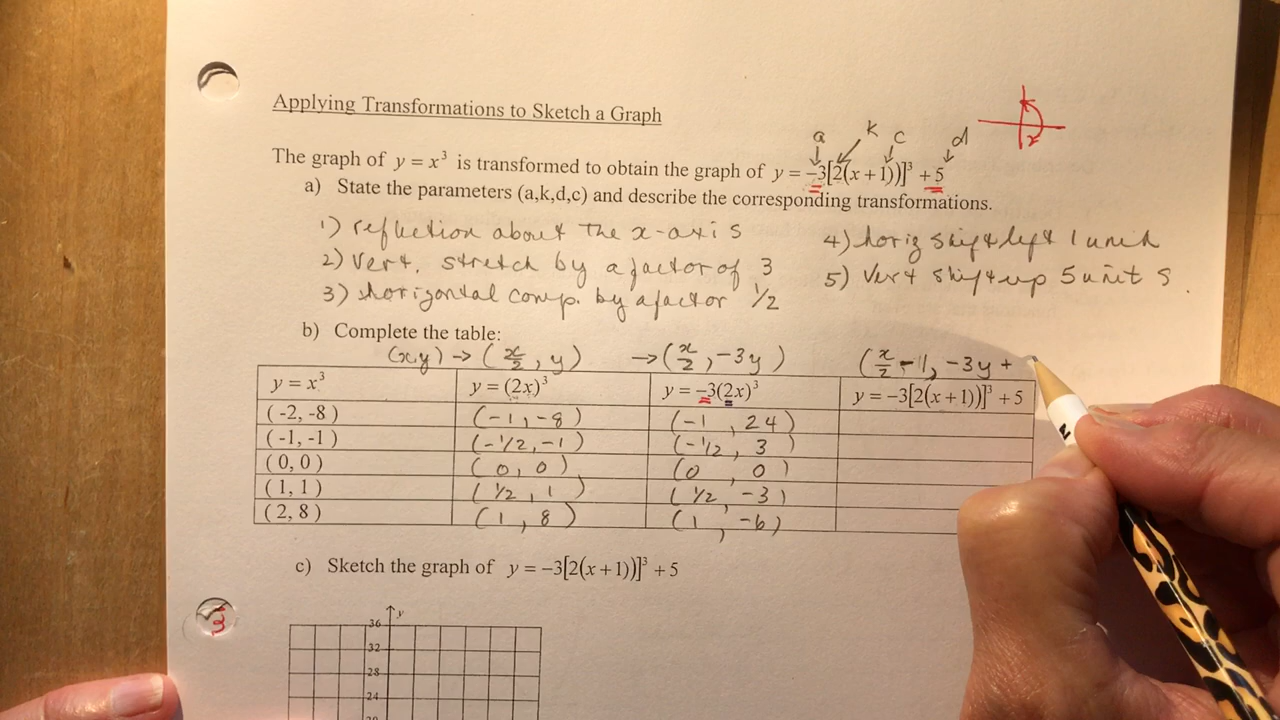 Applying Transformations to Sketch a Graph
a k c d
The graph of y = x³ is transformed to obtain the graph of y = −3[2(x+1))]³ + 5
a) State the parameters (a,k,d,c) and describe the corresponding transformations.
1) reflection about the x-axis
2) vert. stretch by a factor of 3
3) horizontal comp. by a factor 1/2
4) horiz shift left 1 unit
5) vert shift up 5 units.
b) Complete the table:
(x,y) → (x/2, y) → (x/2, -3y) (x/2 - 1, -3y +
y = x³ y = (2x)³ y = −3(2x)³ y = −3[2(x+1))]³ + 5
( -2, -8 ) (-1, -8) (-1, 24)
( -1, -1 ) (-1/2, -1) (-1/2, 3)
( 0, 0 ) (0, 0) (0, 0)
( 1, 1 ) (1/2, 1) (1/2, -3)
( 2, 8 ) (1, 8) (1, -6)
c) Sketch the graph of y = −3[2(x+1))]³ + 5
3
y
36
32
28
24